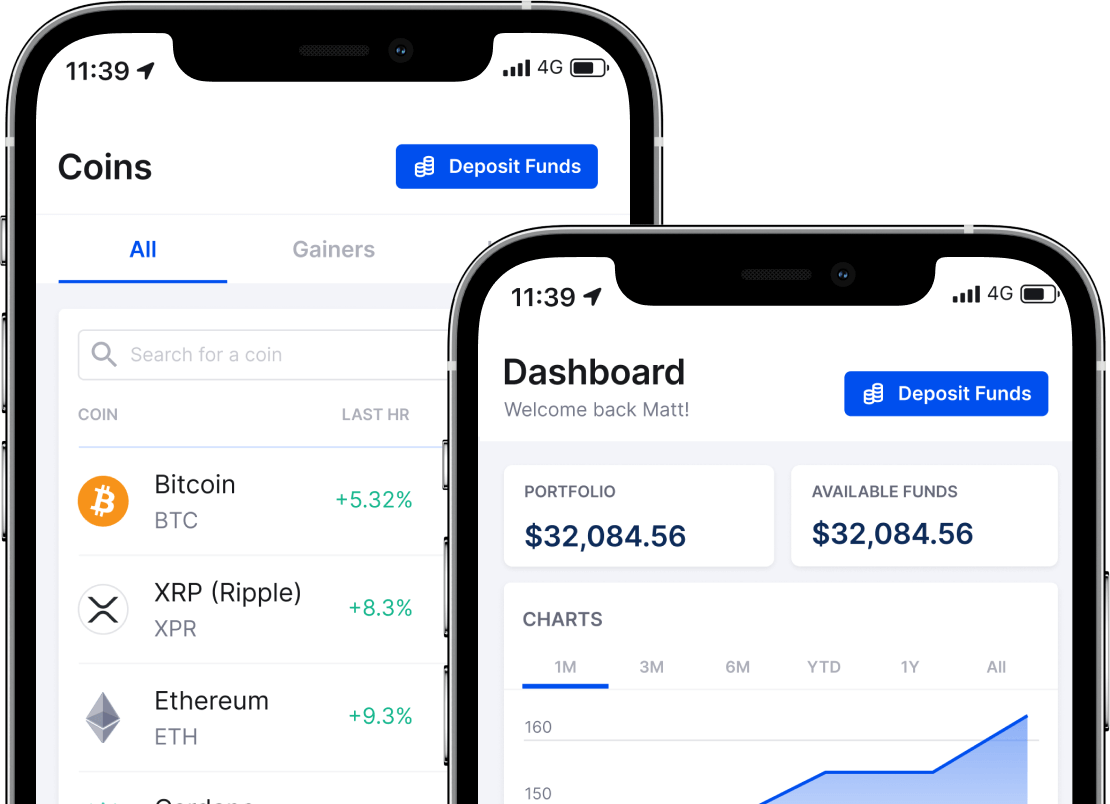 11:39
4G
Coins
Deposit Funds
All
Gainers
Search for a coin
COIN
LAST HR
Bitcoin
BTC
+5.32%
XRP (Ripple)
XPR
+8.3%
Ethereum
ETH
+9.3%
11:39
4G
Dashboard
Welcome back Matt!
Deposit Funds
PORTFOLIO
$32,084.56
AVAILABLE FUNDS
$32,084.56
CHARTS
1M
3M
6M
YTD
1Y
All
160
150